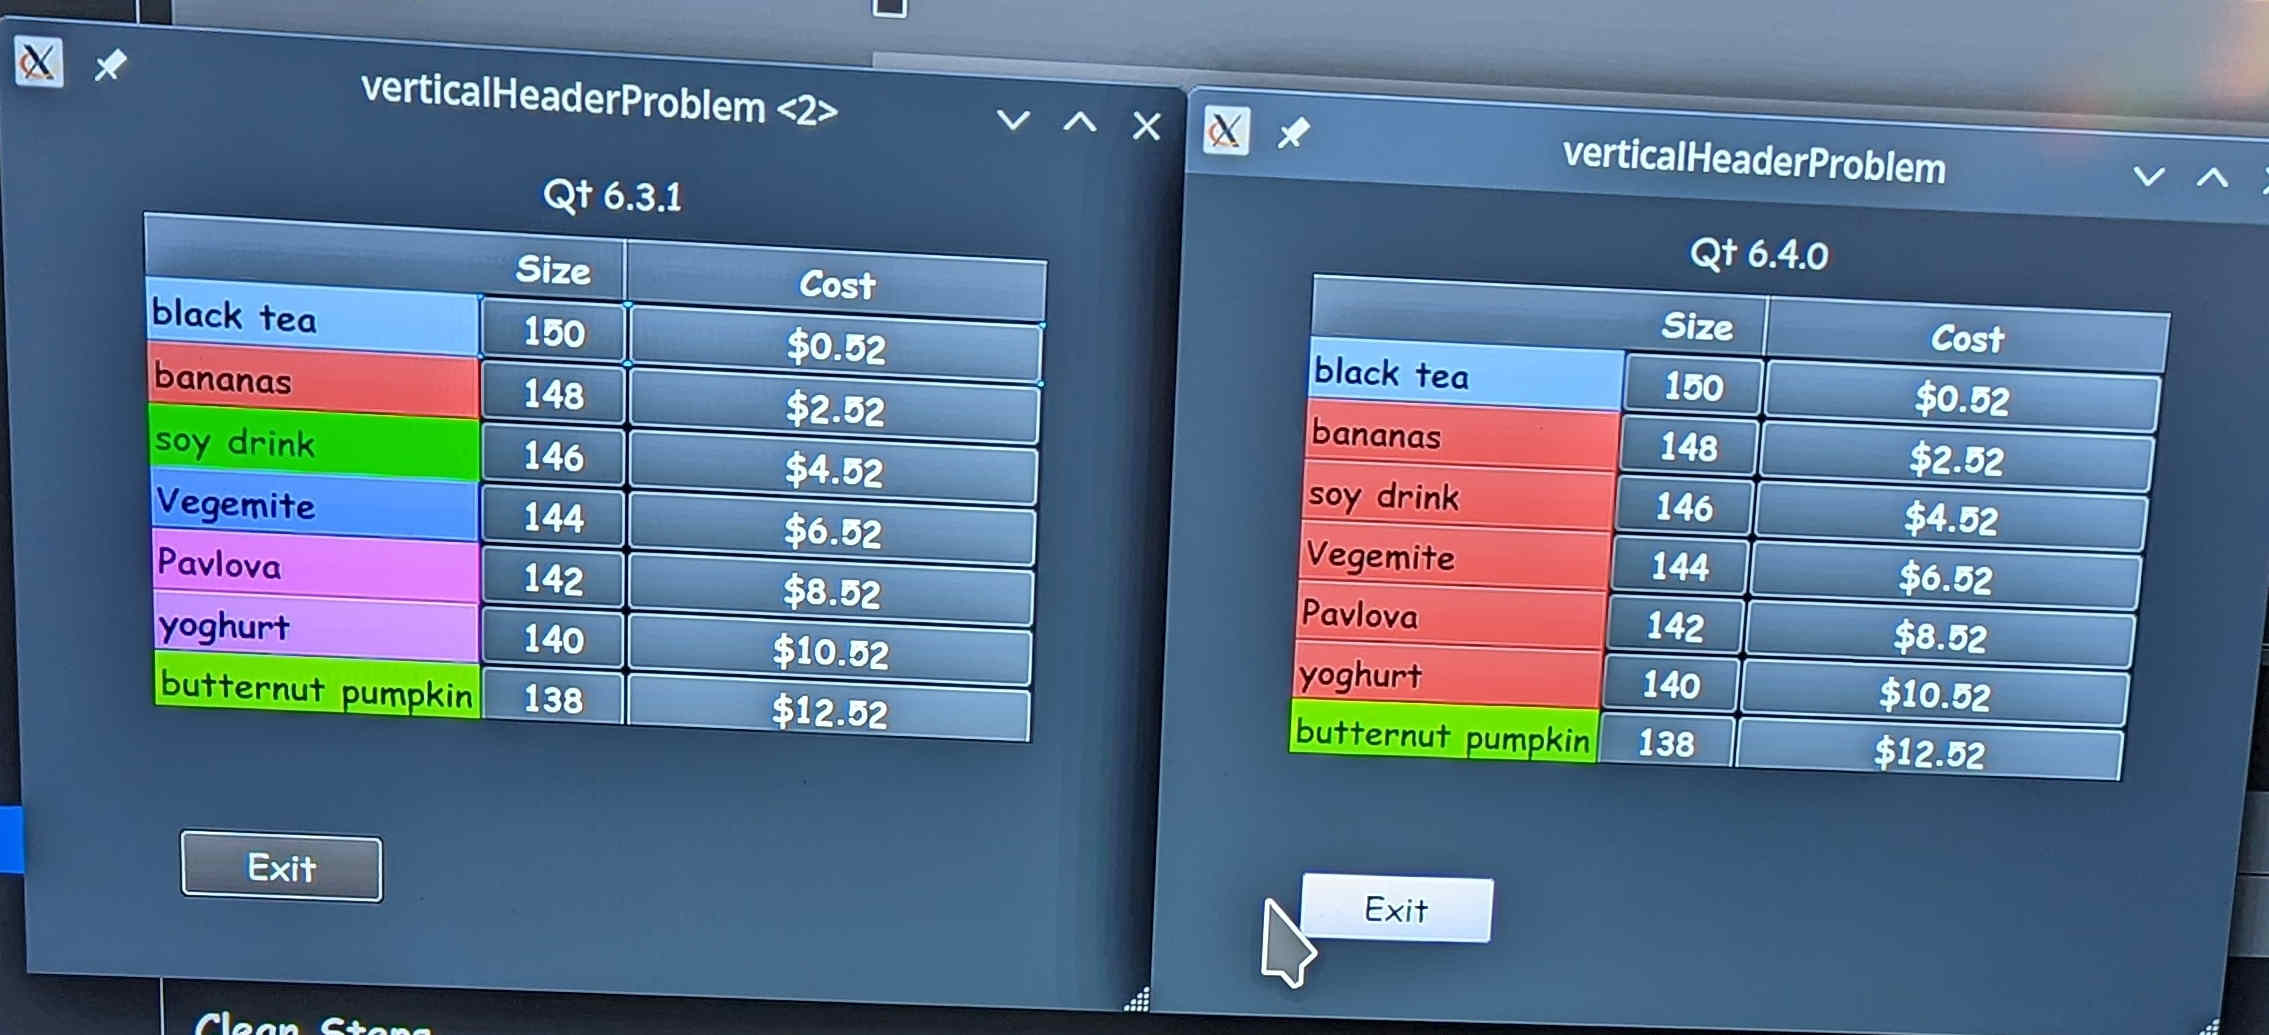 verticalHeaderProblem <2>
Qt 6.3.1
Size Cost
black tea 150 $0.52
bananas 148 $2.52
soy drink 146 $4.52
Vegemite 144 $6.52
Pavlova 142 $8.52
yoghurt 140 $10.52
butternut pumpkin 138 $12.52
Exit
verticalHeaderProblem
Qt 6.4.0
Size Cost
black tea 150 $0.52
bananas 148 $2.52
soy drink 146 $4.52
Vegemite 144 $6.52
Pavlova 142 $8.52
yoghurt 140 $10.52
butternut pumpkin 138 $12.52
Exit
Clean Steps